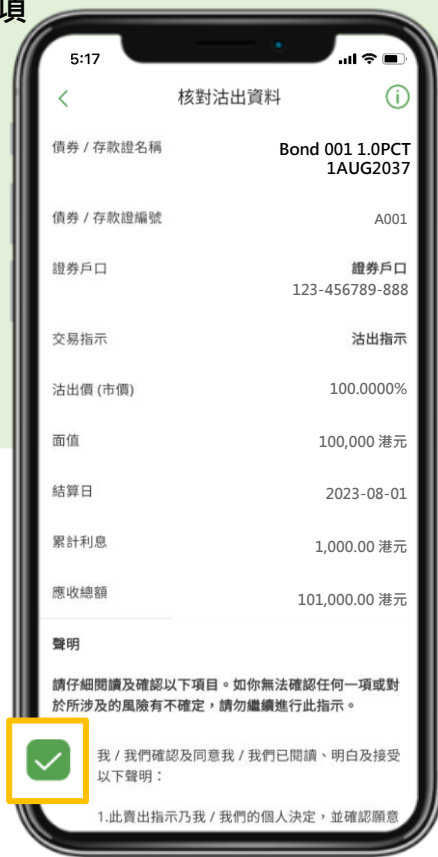 項
5:17
核對沽出資料
債券 / 存款證名稱
Bond 001 1.0PCT
1AUG2037
債券 / 存款證編號
A001
證券戶口
證券戶口
123-456789-888
交易指示
沽出指示
沽出價 (市價)
100.0000%
面值
100,000 港元
結算日
2023-08-01
累計利息
1,000.00 港元
應收總額
101,000.00 港元
聲明
請仔細閱讀及確認以下項目。如你無法確認任何一項或對
於所涉及的風險有不確定，請勿繼續進行此指示。
我 / 我們確認及同意我 / 我們已閱讀、明白及接受
以下聲明：
1.此賣出指示乃我 / 我們的個人決定，並確認願意